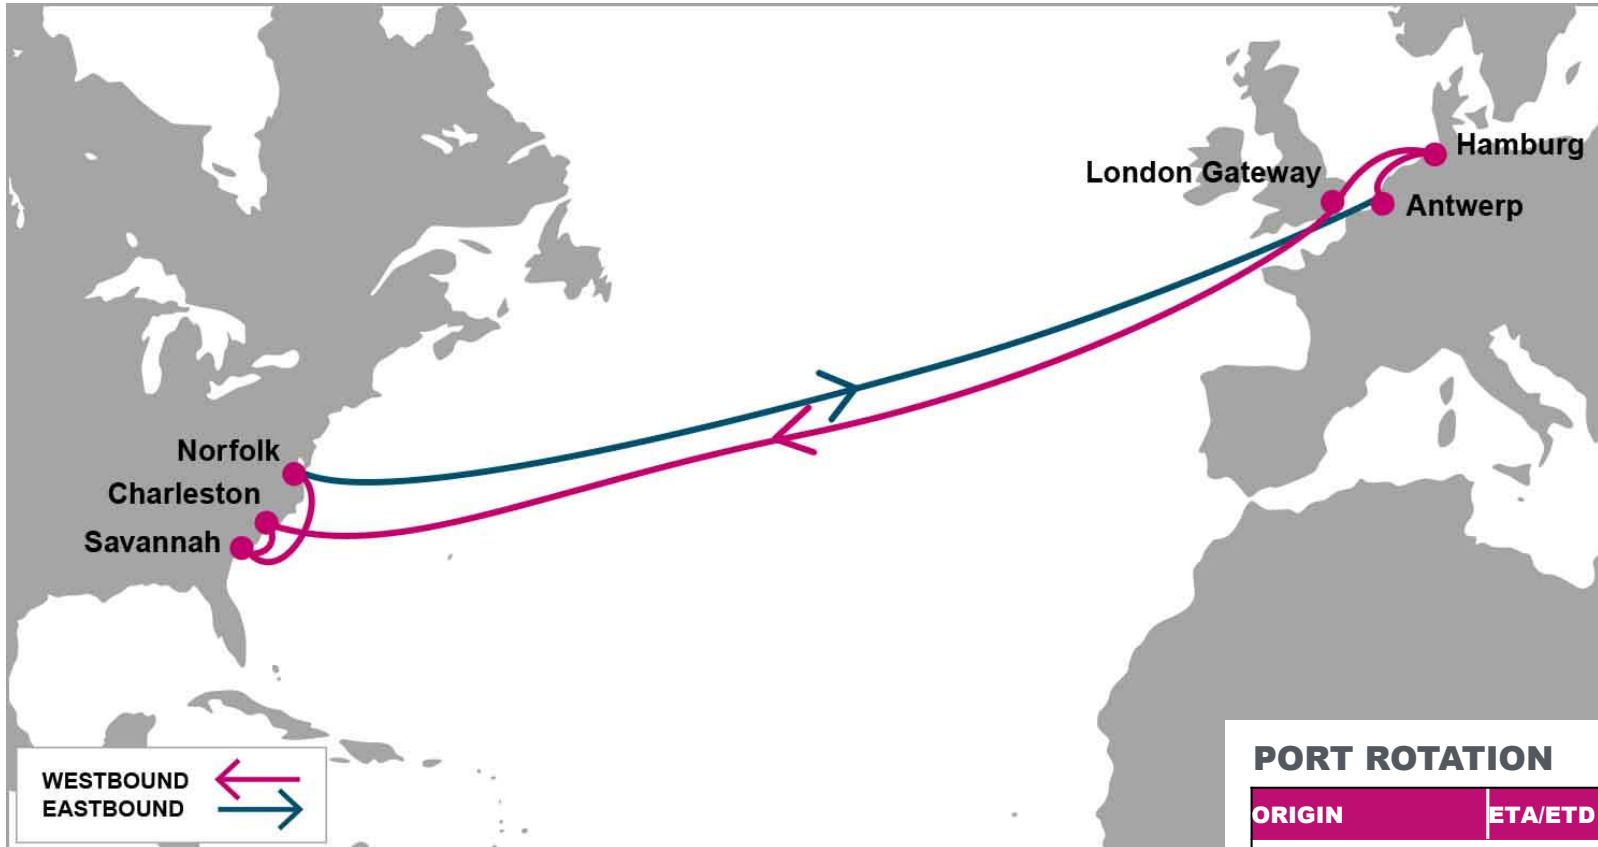 Hamburg
London Gateway
Antwerp
Norfolk
Charleston
Savannah
WESTBOUND
EASTBOUND
PORT ROTATION
ORIGIN ETA/ETD